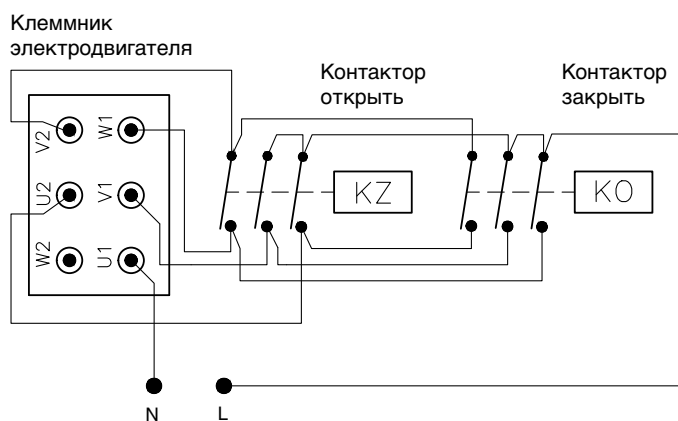 Клеммник
электродвигателя
Контактор
открыть
Контактор
закрыть
V2
W1
U2
V1
W2
U1
KZ
KO
N
L